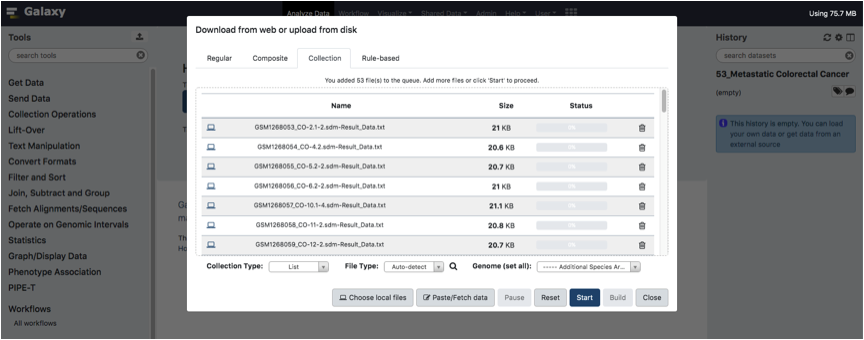 Galaxy
Analyze Data Workflow Visualize Shared Data Admin Help User
Using 75.7 MB
Tools
search tools
Get Data
Send Data
Collection Operations
Lift-Over
Text Manipulation
Convert Formats
Filter and Sort
Join, Subtract and Group
Fetch Alignments/Sequences
Operate on Genomic Intervals
Statistics
Graph/Display Data
Phenotype Association
PIPE-T
Workflows
All workflows
Download from web or upload from disk
Regular Composite Collection Rule-based
You added 53 file(s) to the queue. Add more files or click 'Start' to proceed.
Name Size Status
GSM1268053_CO-2.1-2.sdm-Result_Data.txt 21 KB 0%
GSM1268054_CO-4.2.sdm-Result_Data.txt 20.6 KB 0%
GSM1268055_CO-5.2-2.sdm-Result_Data.txt 20.7 KB 0%
GSM1268056_CO-6.2-2.sdm-Result_Data.txt 21 KB 0%
GSM1268057_CO-10.1-4.sdm-Result_Data.txt 21.1 KB 0%
GSM1268058_CO-11-2.sdm-Result_Data.txt 20.8 KB 0%
GSM1268059_CO-12-2.sdm-Result_Data.txt 20.7 KB 0%
Collection Type: List File Type: Auto-detect Genome (set all): ----- Additional Species Ar...
Choose local files Paste/Fetch data Pause Reset Start Build Close
History
search datasets
53_Metastatic Colorectal Cancer
(empty)
This history is empty. You can load
your own data or get data from an
external source